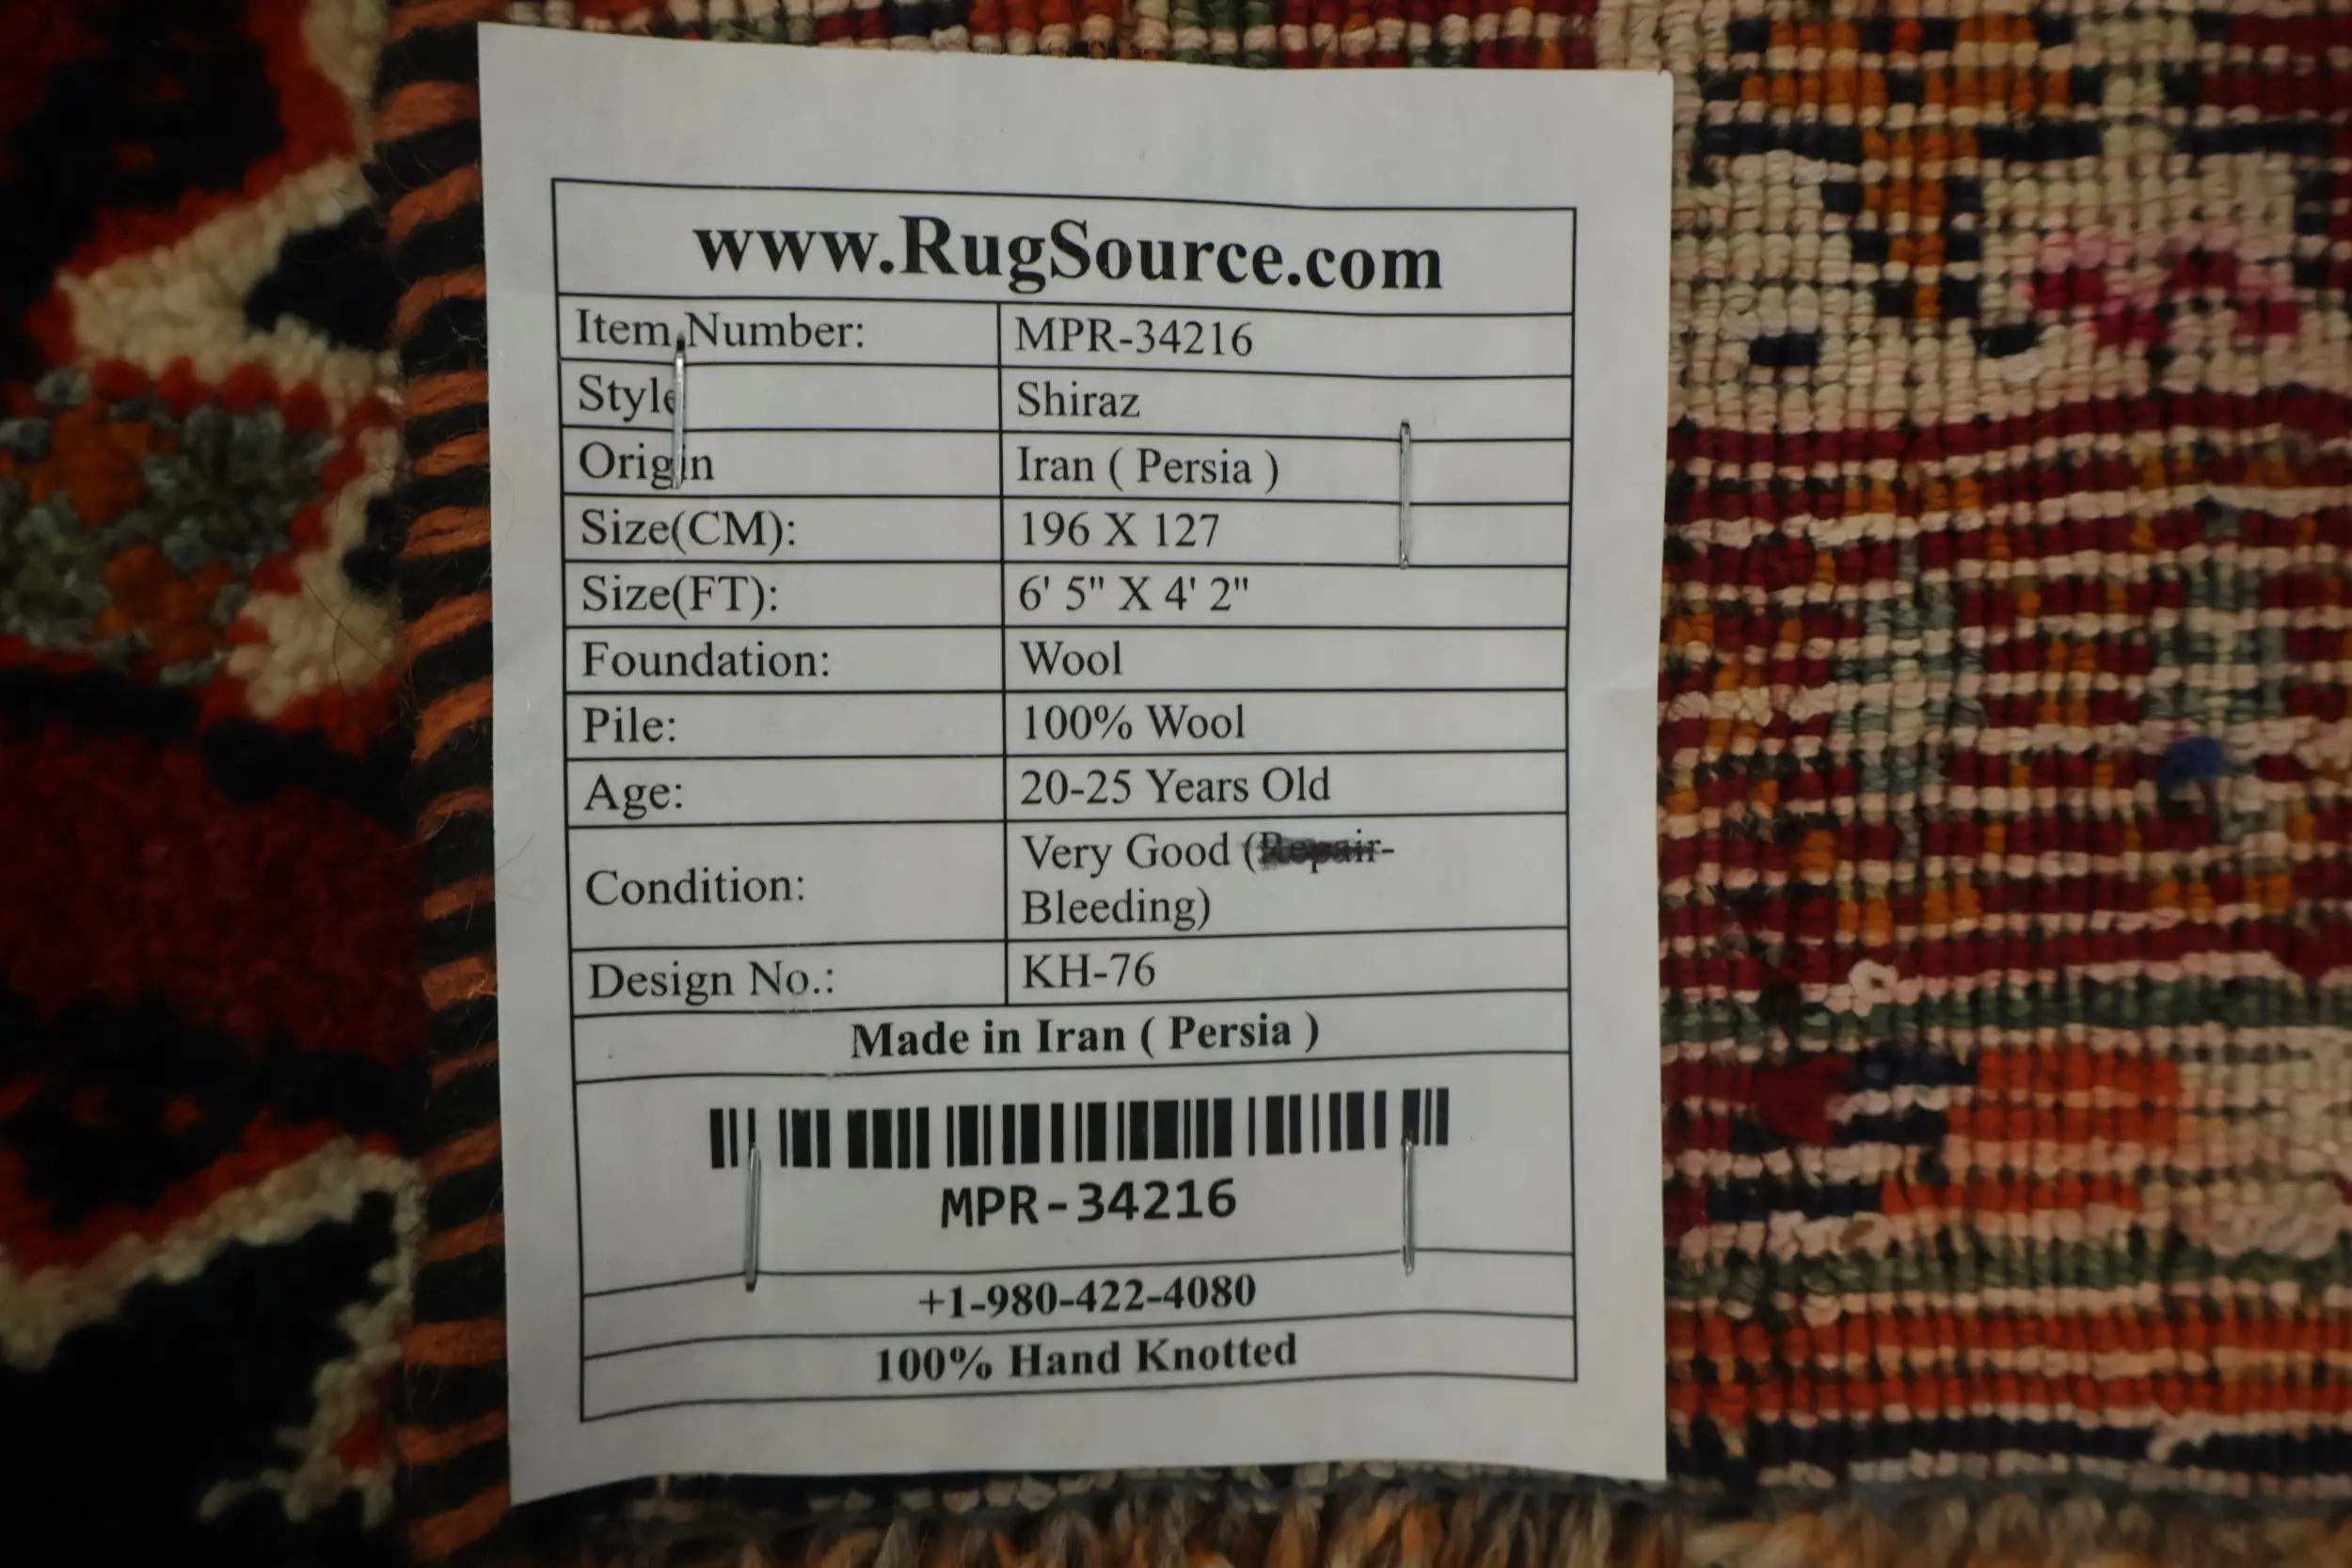 www.RugSource.com
Item Number: MPR-34216
Style Shiraz
Origin Iran ( Persia )
Size(CM): 196 X 127
Size(FT): 6' 5" X 4' 2"
Foundation: Wool
Pile: 100% Wool
Age: 20-25 Years Old
Condition: Very Good (Repair-
Bleeding)
Design No.: KH-76
Made in Iran ( Persia )
MPR-34216
+1-980-422-4080
100% Hand Knotted